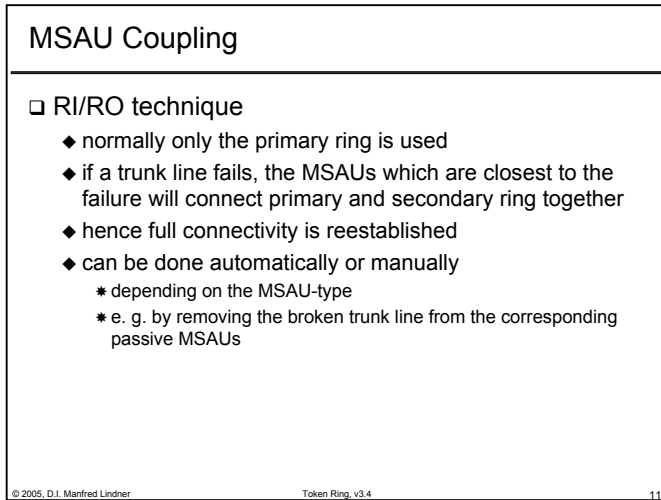 MSAU Coupling
❑ RI/RO technique
◆ normally only the primary ring is used
◆ if a trunk line fails, the MSAUs which are closest to the
failure will connect primary and secondary ring together
◆ hence full connectivity is reestablished
◆ can be done automatically or manually
✷ depending on the MSAU-type
✷ e. g. by removing the broken trunk line from the corresponding
passive MSAUs
© 2005, D.I. Manfred Lindner Token Ring, v3.4 11